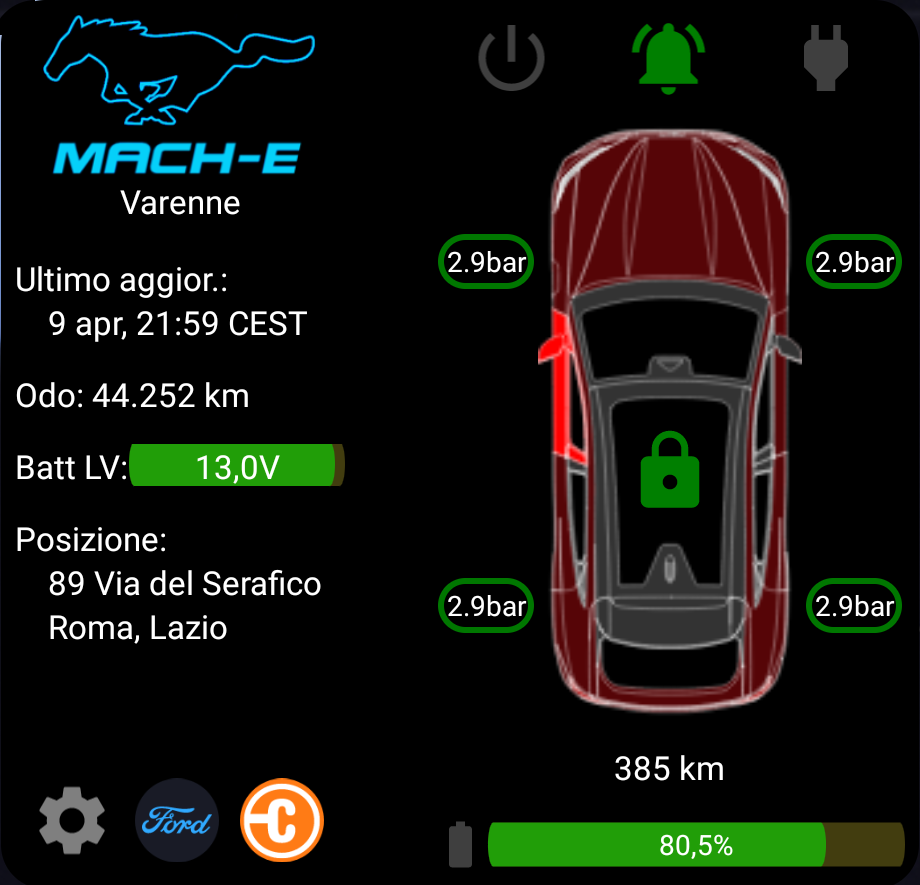 MACH-E
Varenne
Ultimo aggior.:
9 apr, 21:59 CEST
Odo: 44.252 km
Batt LV: 13,0V
Posizione:
89 Via del Serafico
Roma, Lazio
Ford
C
2.9bar 2.9bar
2.9bar 2.9bar
385 km
80,5%